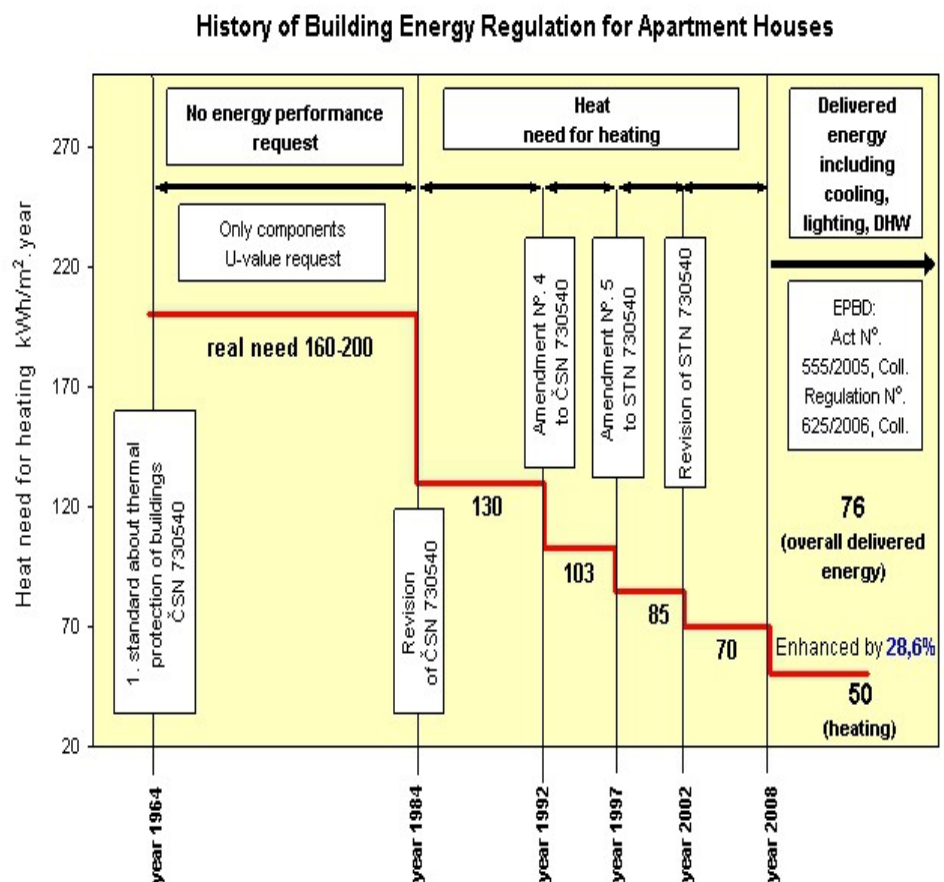 History of Building Energy Regulation for Apartment Houses
Heat need for heating kWh/m². year
270
220
170
120
70
20
No energy performance
request
Only components
U-value request
Heat
need for heating
Delivered
energy
including
cooling,
lighting, DHW
real need 160-200
1. standard about thermal
protection of buildings
ČSN 730540
Revision
of ČSN 730540
Amendment Nº. 4
to ČSN 730540
Amendment Nº. 5
to STN 730540
Revision of STN 730540
EPBD:
Act Nº.
555/2005, Coll.
Regulation Nº.
625/2006, Coll.
130
103
85
70
76
(overall delivered
energy)
Enhanced by 28,6%
50
(heating)
year 1964
year 1984
year 1992
year 1997
year 2002
year 2008